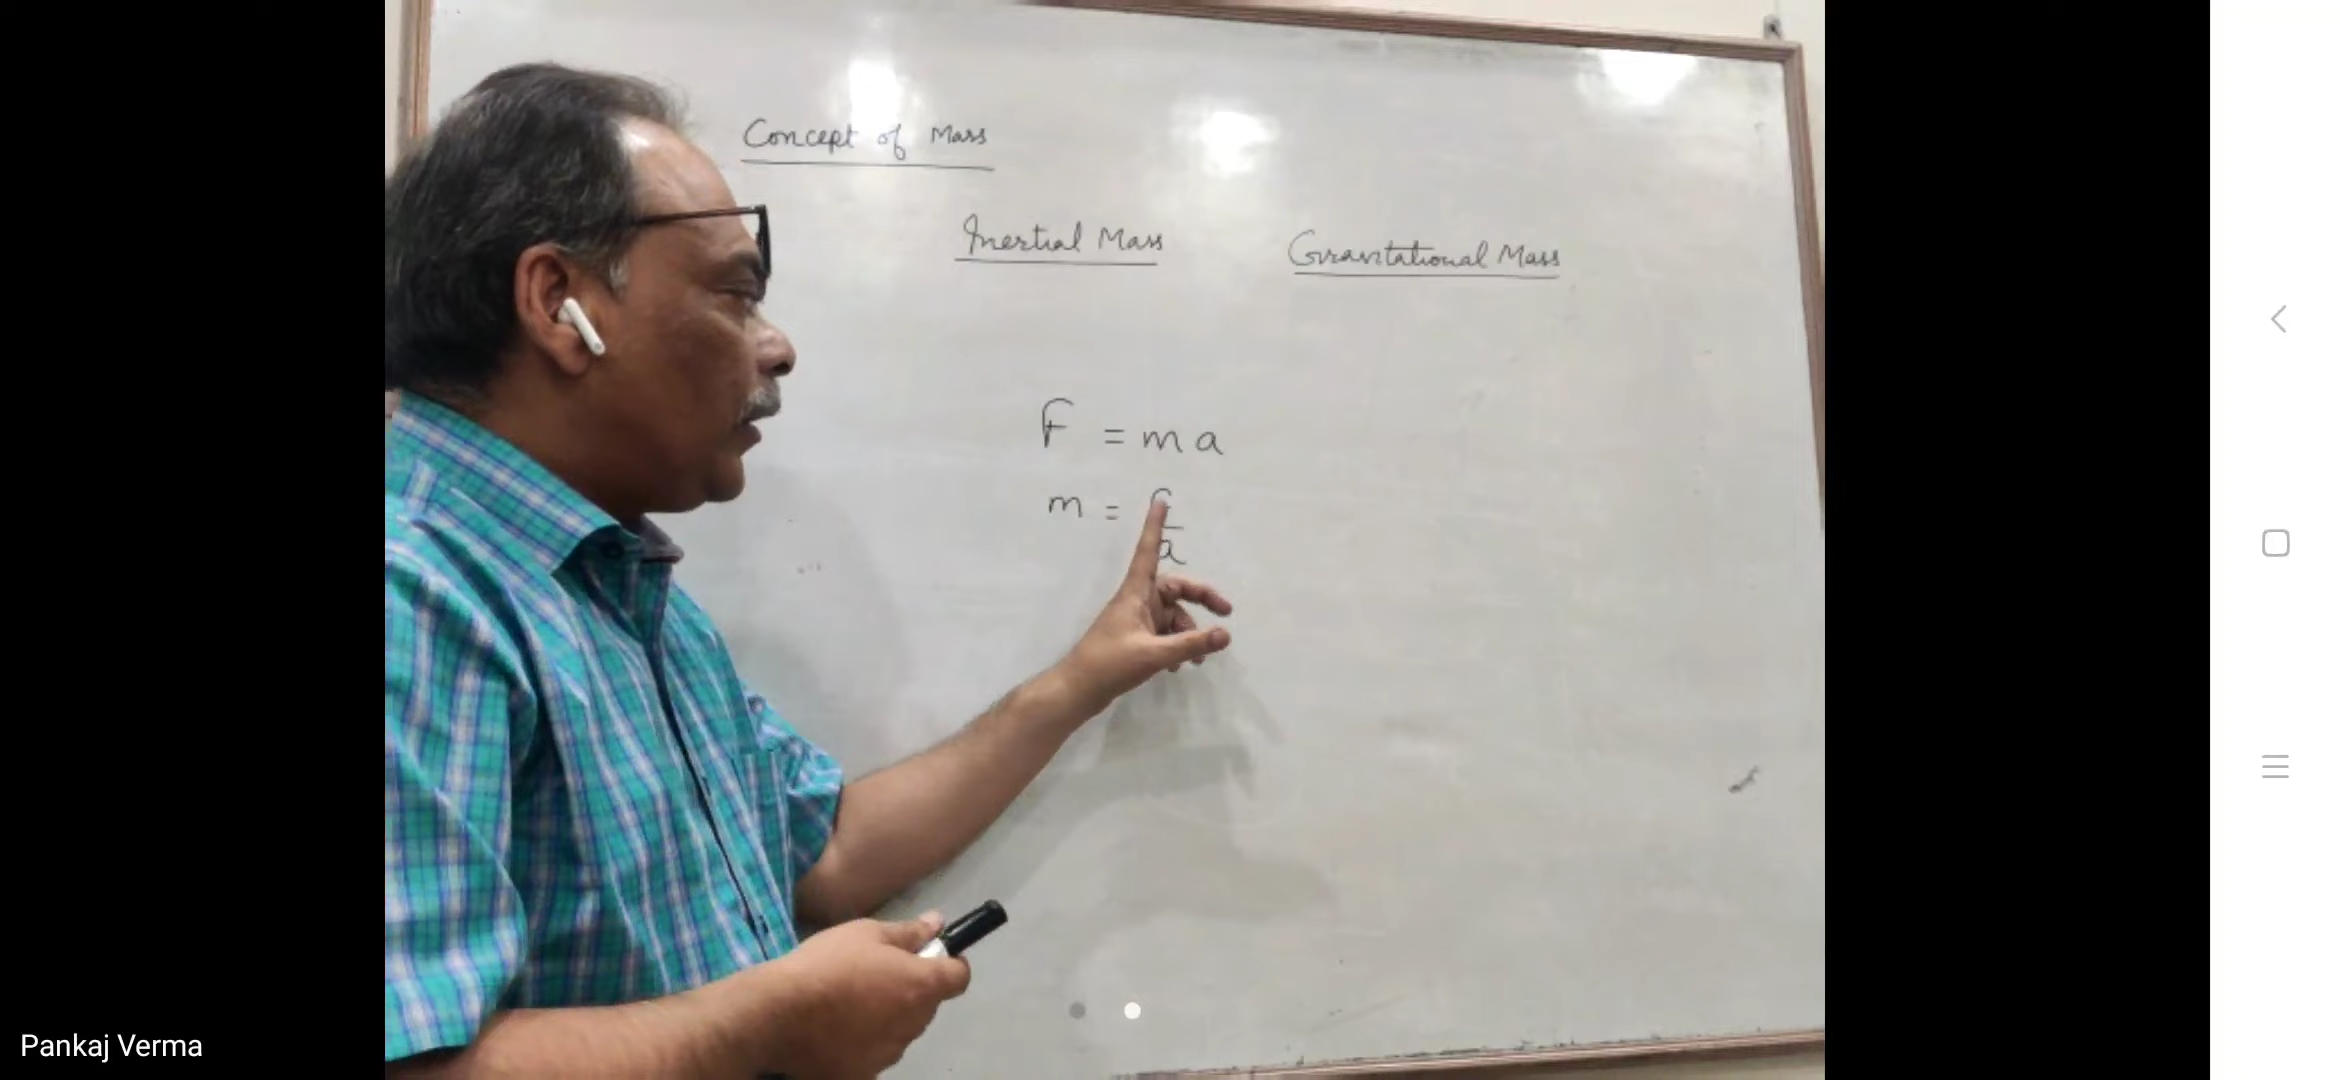 Concept of Mass
Inertial Mass
Gravitational Mass
F = ma
m = F/a
Pankaj Verma